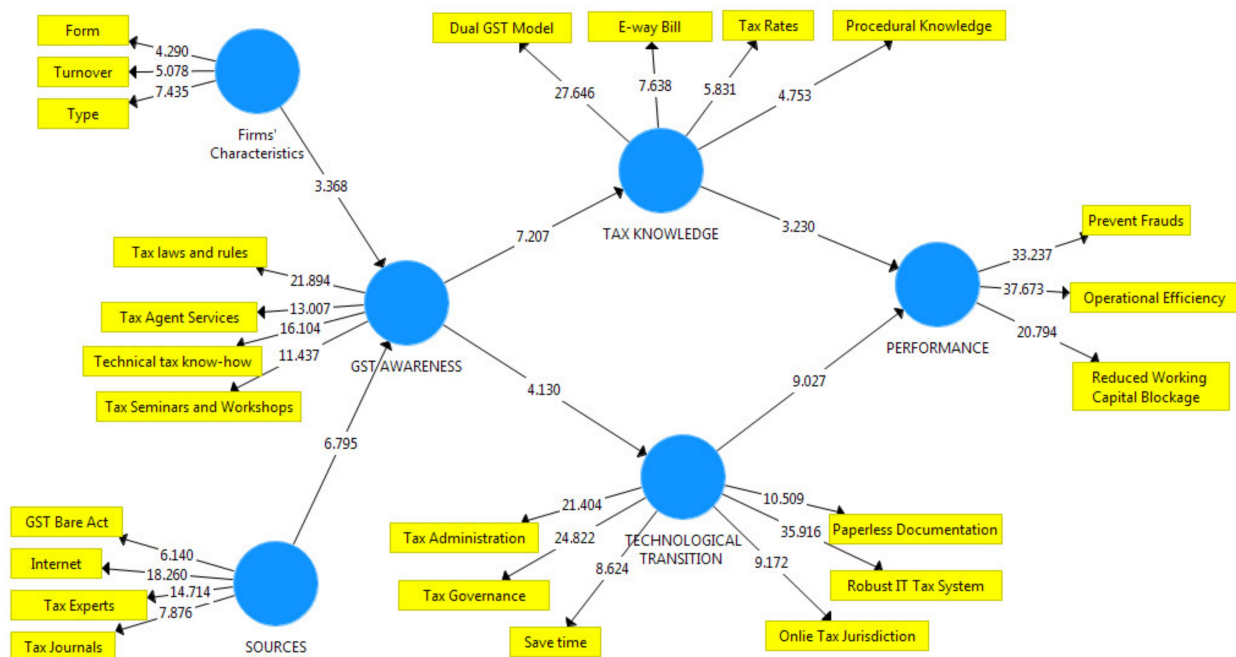 Form
Turnover
Type
4.290
5.078
7.435
Firms'
Characteristics
3.368
Dual GST Model
E-way Bill
Tax Rates
Procedural Knowledge
27.646
7.638
5.831
4.753
TAX KNOWLEDGE
7.207
3.230
Tax laws and rules
Tax Agent Services
Technical tax know-how
Tax Seminars and Workshops
21.894
13.007
16.104
11.437
GST AWARENESS
Prevent Frauds
Operational Efficiency
Reduced Working
Capital Blockage
33.237
37.673
20.794
PERFORMANCE
4.130
9.027
6.795
GST Bare Act
Internet
Tax Experts
Tax Journals
6.140
18.260
14.714
7.876
SOURCES
Tax Administration
Tax Governance
Save time
21.404
24.822
8.624
TECHNOLOGICAL
TRANSITION
10.509
35.916
9.172
Paperless Documentation
Robust IT Tax System
Onlie Tax Jurisdiction